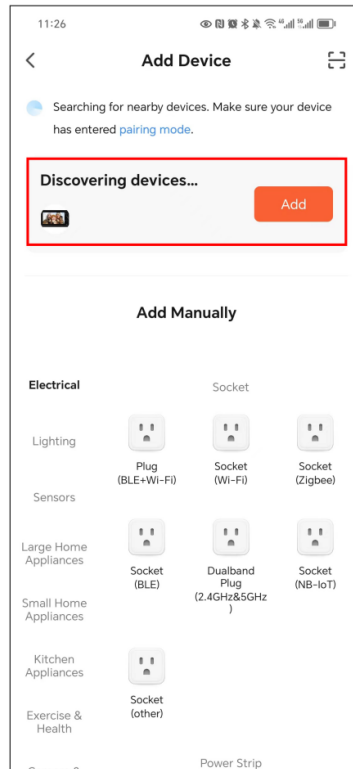 11:26
Add Device
Searching for nearby devices. Make sure your device
has entered pairing mode.
Discovering devices...
Add
Add Manually
Electrical
Socket
Lighting
Plug
(BLE+Wi-Fi)
Socket
(Wi-Fi)
Socket
(Zigbee)
Sensors
Large Home
Appliances
Socket
(BLE)
Dualband
Plug
(2.4GHz&5GHz
)
Socket
(NB-IoT)
Small Home
Appliances
Kitchen
Appliances
Socket
(other)
Exercise &
Health
Power Strip